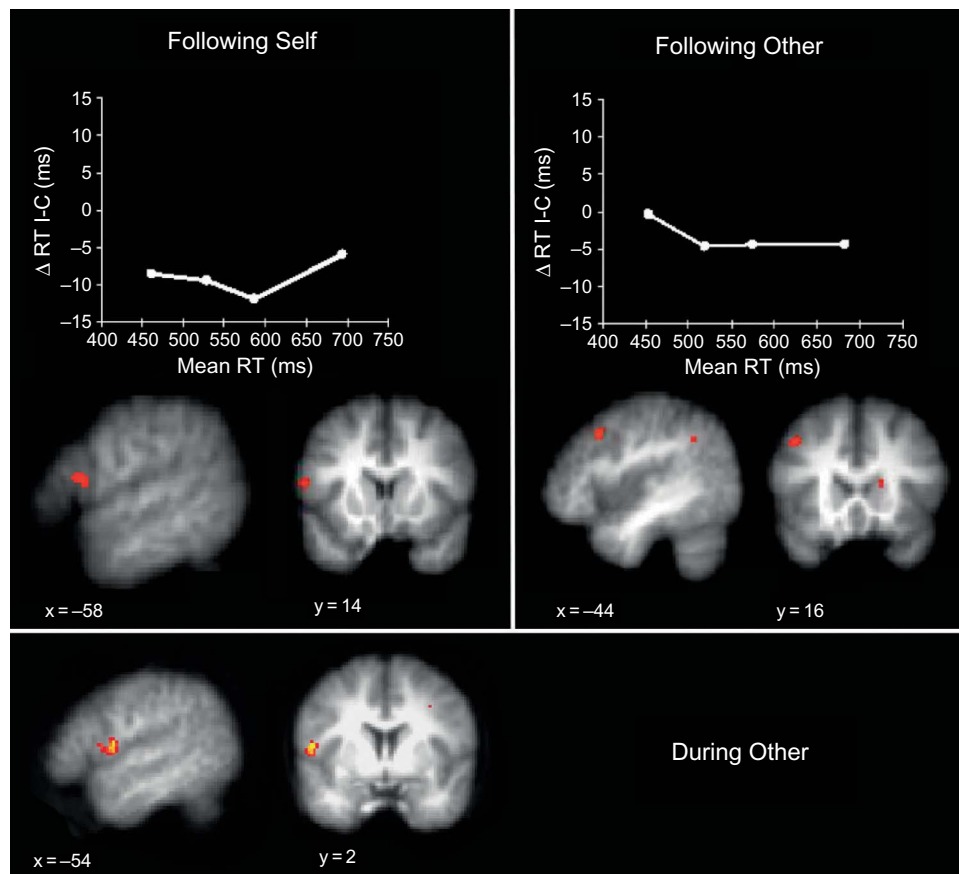 Following Self
15
10
5
0
–5
–10
–15
Δ RT I-C (ms)
400 450 500 550 600 650 700 750
Mean RT (ms)
x = –58
y = 14
Following Other
15
10
5
0
–5
–10
–15
Δ RT I-C (ms)
400 450 500 550 600 650 700 750
Mean RT (ms)
x = –44
y = 16
x = –54
y = 2
During Other